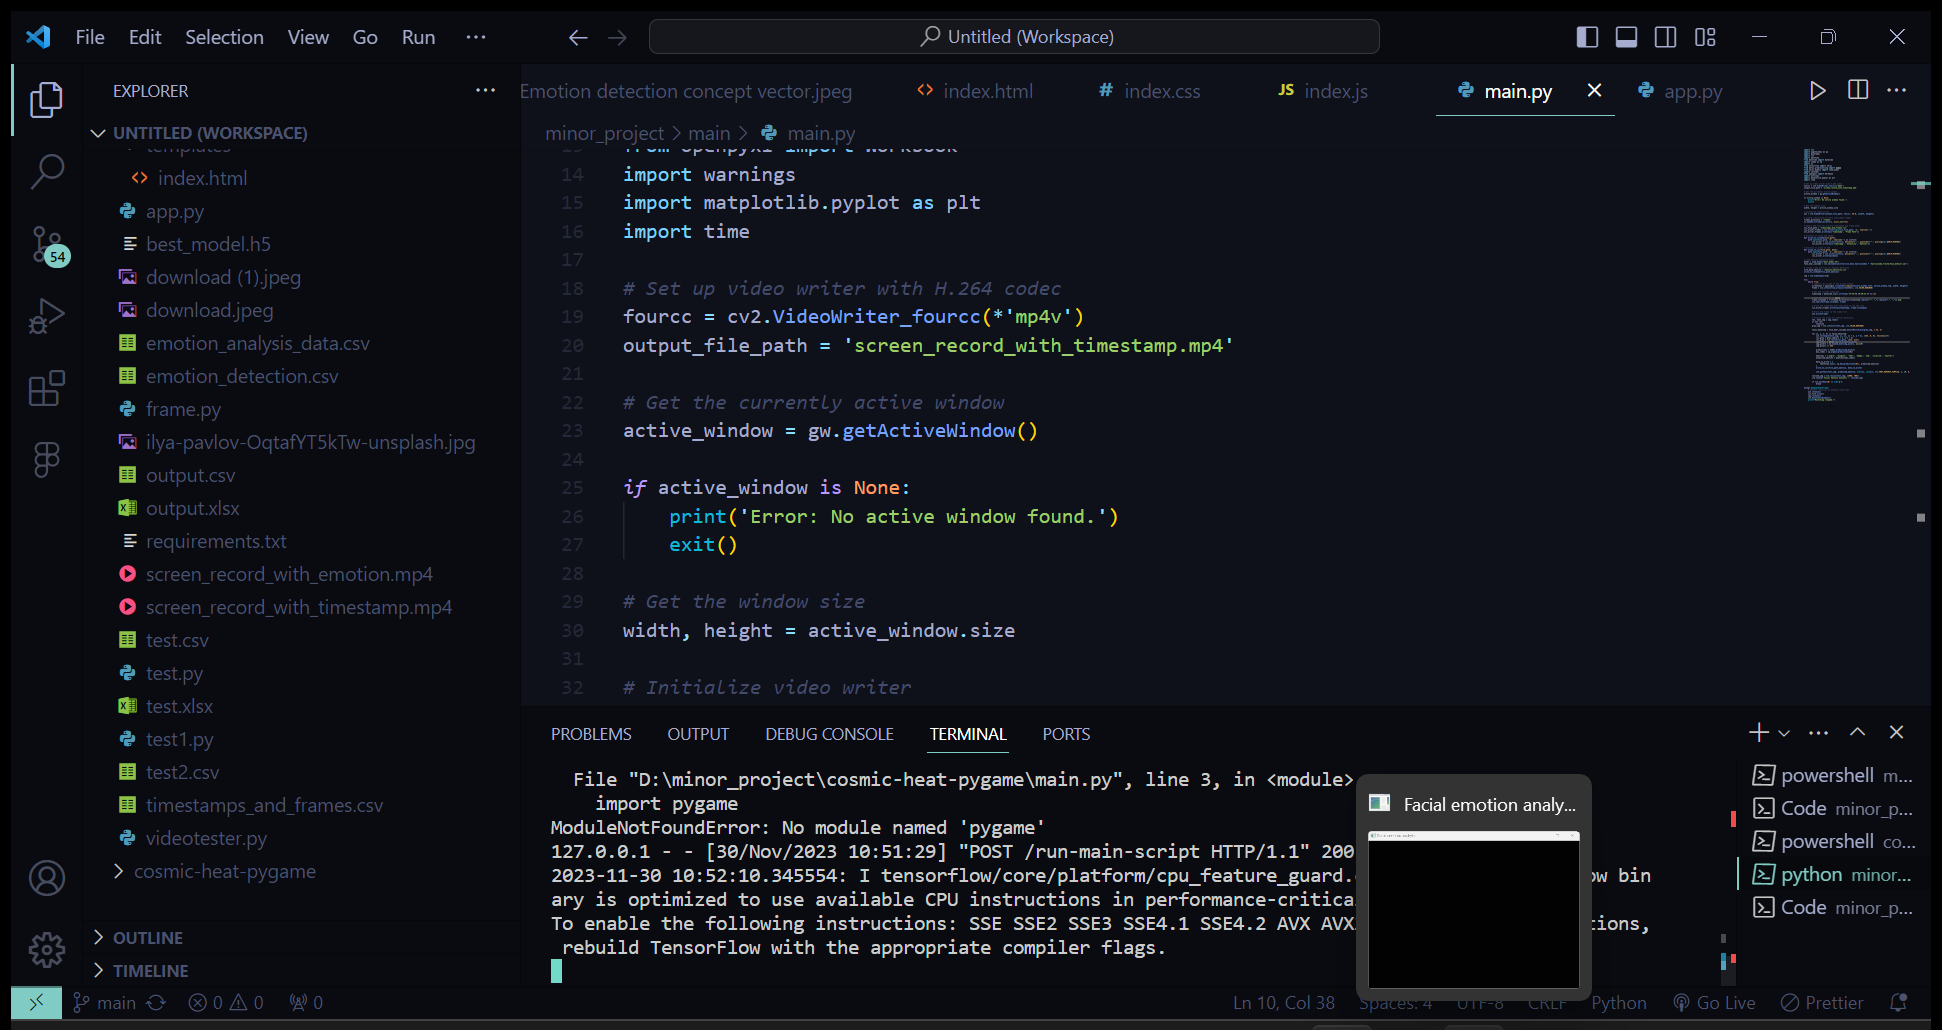 File Edit Selection View Go Run ···
Untitled (Workspace)
EXPLORER
UNTITLED (WORKSPACE)
templates
index.html
app.py
best_model.h5
download (1).jpeg
download.jpeg
emotion_analysis_data.csv
emotion_detection.csv
frame.py
ilya-pavlov-OqtafYT5kTw-unsplash.jpg
output.csv
output.xlsx
requirements.txt
screen_record_with_emotion.mp4
screen_record_with_timestamp.mp4
test.csv
test.py
test.xlsx
test1.py
test2.csv
timestamps_and_frames.csv
videotester.py
cosmic-heat-pygame
OUTLINE
TIMELINE
54
Emotion detection concept vector.jpeg index.html index.css JS index.js main.py app.py
minor_project > main > main.py
13 from openpyxl import Workbook
14 import warnings
15 import matplotlib.pyplot as plt
16 import time
17
18 # Set up video writer with H.264 codec
19 fourcc = cv2.VideoWriter_fourcc(*'mp4v')
20 output_file_path = 'screen_record_with_timestamp.mp4'
21
22 # Get the currently active window
23 active_window = gw.getActiveWindow()
24
25 if active_window is None:
26 print('Error: No active window found.')
27 exit()
28
29 # Get the window size
30 width, height = active_window.size
31
32 # Initialize video writer
PROBLEMS OUTPUT DEBUG CONSOLE TERMINAL PORTS
File "D:\minor_project\cosmic-heat-pygame\main.py", line 3, in <module>
import pygame
ModuleNotFoundError: No module named 'pygame'
127.0.0.1 - - [30/Nov/2023 10:51:29] "POST /run-main-script HTTP/1.1" 200
2023-11-30 10:52:10.345554: I tensorflow/core/platform/cpu_feature_guard. ow bin
ary is optimized to use available CPU instructions in performance-critica
To enable the following instructions: SSE SSE2 SSE3 SSE4.1 SSE4.2 AVX AVX tions,
rebuild TensorFlow with the appropriate compiler flags.
Facial emotion analy...
powershell m...
Code minor_p...
powershell co...
python minor...
Code minor_p...
main 0 0 0
Ln 10, Col 38 Spaces: 4 UTF-8 CRLF Python Go Live Prettier